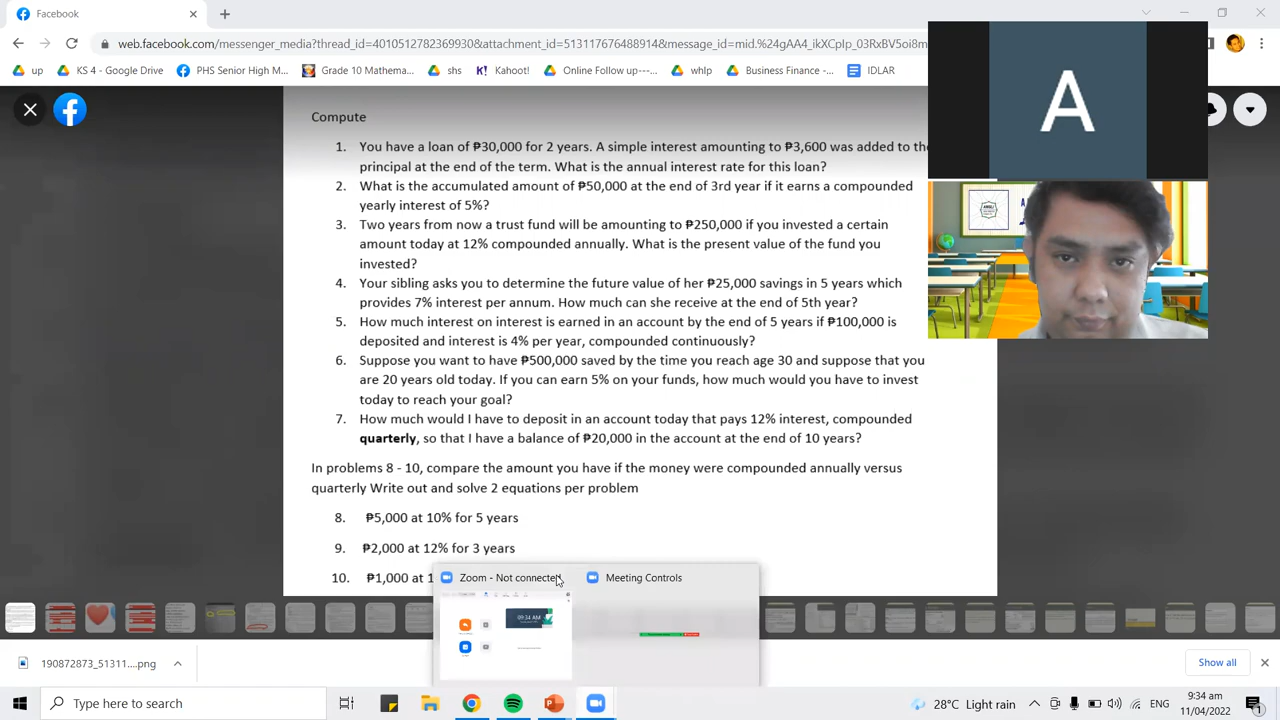 Facebook
web.facebook.com/messenger_media?thread_id=4010512782369930&attachment_id=513117676488914&message_id=mid.%24gAA4_ikXCpIp_03RxBV5oi8m
up
KS 4 - Google Drive
PHS Senior High M...
Grade 10 Mathema...
shs
Kahoot!
Online Follow up---...
whlp
Business Finance -...
IDLAR
A
Compute
1. You have a loan of ₱30,000 for 2 years. A simple interest amounting to ₱3,600 was added to the
principal at the end of the term. What is the annual interest rate for this loan?
2. What is the accumulated amount of ₱50,000 at the end of 3rd year if it earns a compounded
yearly interest of 5%?
3. Two years from now a trust fund will be amounting to ₱250,000 if you invested a certain
amount today at 12% compounded annually. What is the present value of the fund you
invested?
4. Your sibling asks you to determine the future value of her ₱25,000 savings in 5 years which
provides 7% interest per annum. How much can she receive at the end of 5th year?
5. How much interest on interest is earned in an account by the end of 5 years if ₱100,000 is
deposited and interest is 4% per year, compounded continuously?
6. Suppose you want to have ₱500,000 saved by the time you reach age 30 and suppose that you
are 20 years old today. If you can earn 5% on your funds, how much would you have to invest
today to reach your goal?
7. How much would I have to deposit in an account today that pays 12% interest, compounded
quarterly, so that I have a balance of ₱20,000 in the account at the end of 10 years?
In problems 8 - 10, compare the amount you have if the money were compounded annually versus
quarterly Write out and solve 2 equations per problem
8. ₱5,000 at 10% for 5 years
9. ₱2,000 at 12% for 3 years
10. ₱1,000 at 1
Zoom - Not connected
Meeting Controls
09:34 AM
190872873_51311....png
Show all
Type here to search
28°C Light rain
ENG
9:34 am
11/04/2022
1